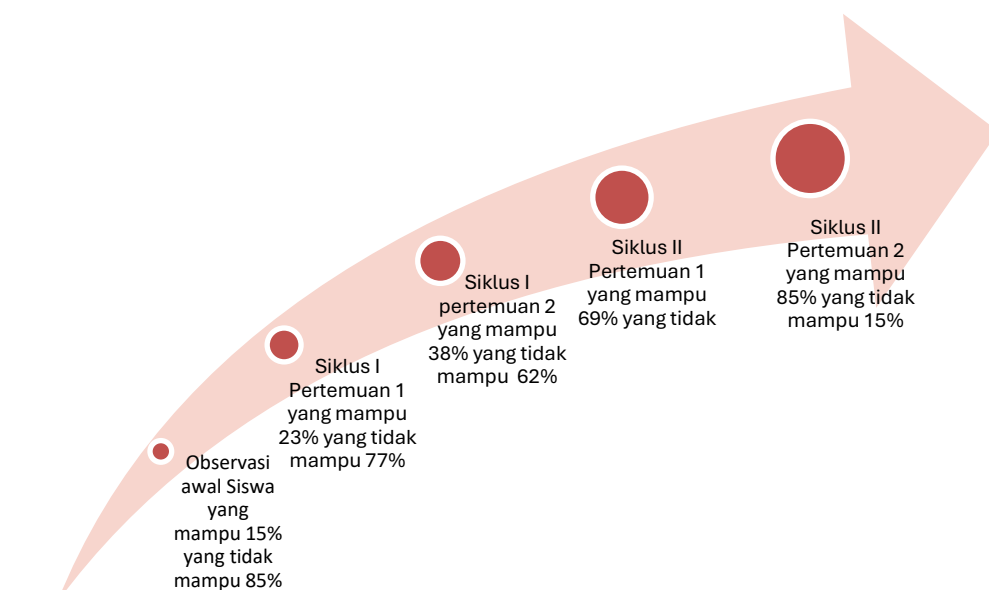 Observasi
awal Siswa
yang
mampu 15%
yang tidak
mampu 85%
Siklus I
Pertemuan 1
yang mampu
23% yang tidak
mampu 77%
Siklus I
pertemuan 2
yang mampu
38% yang tidak
mampu 62%
Siklus II
Pertemuan 1
yang mampu
69% yang tidak
Siklus II
Pertemuan 2
yang mampu
85% yang tidak
mampu 15%